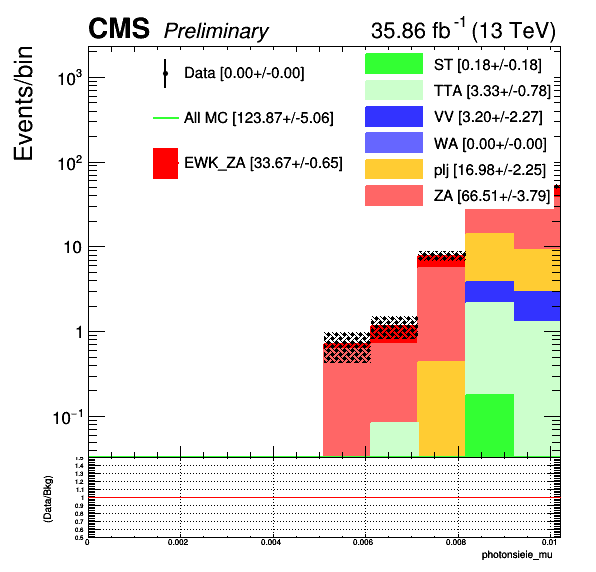 CMS Preliminary 35.86 fb⁻¹ (13 TeV)
Events/bin
10³
10²
10
1
10⁻¹
Data [0.00+/-0.00]
All MC [123.87+/-5.06]
EWK_ZA [33.67+/-0.65]
ST [0.18+/-0.18]
TTA [3.33+/-0.78]
VV [3.20+/-2.27]
WA [0.00+/-0.00]
plj [16.98+/-2.25]
ZA [66.51+/-3.79]
(Data/Bkg)
1.5
1.4
1.3
1.2
1.1
1
0.9
0.8
0.7
0.6
0.5
0 0.002 0.004 0.006 0.008 0.01
photonsieie_mu